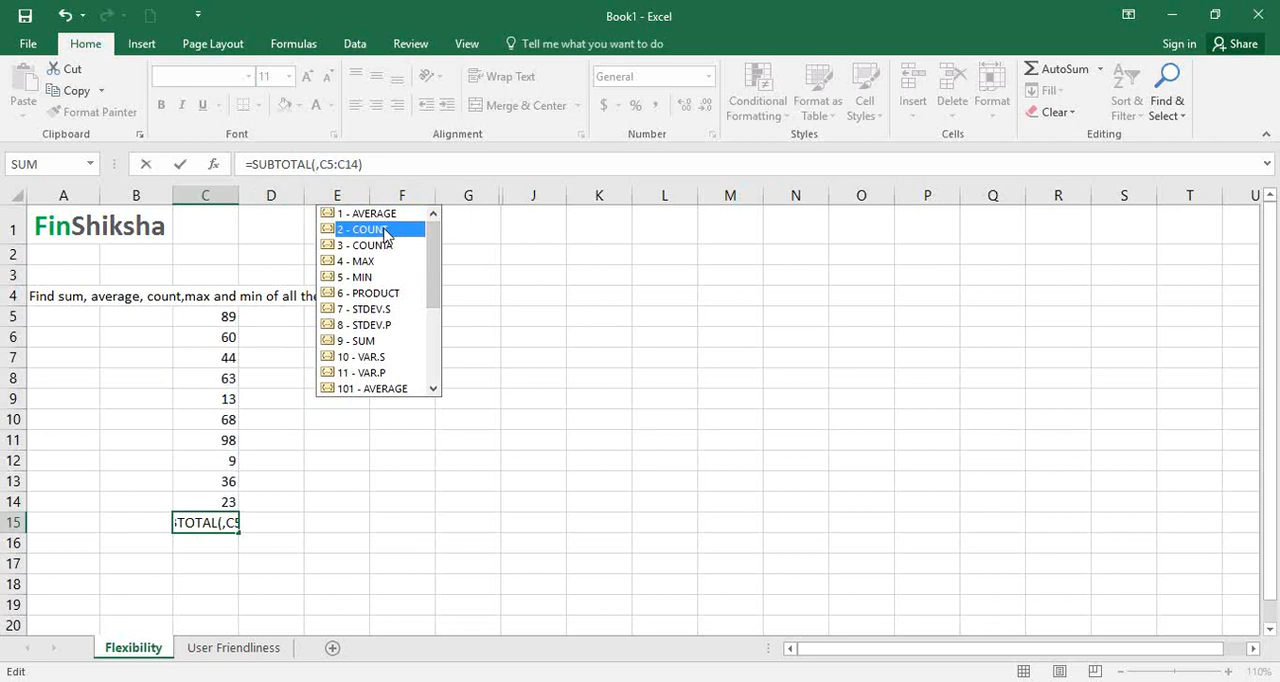 Book1 - Excel
File Home Insert Page Layout Formulas Data Review View Tell me what you want to do Sign in Share
Paste
Cut
Copy
Format Painter
11
Wrap Text
Merge & Center
General
Conditional Formatting
Format as Table
Cell Styles
Insert
Delete
Format
AutoSum
Fill
Clear
Sort & Filter
Find & Select
Clipboard Font Alignment Number Styles Cells Editing
SUM fx =SUBTOTAL(,C5:C14)
A B C D E F G J K L M N O P Q R S T U
1 FinShiksha
2
3
4 Find sum, average, count,max and min of all the
5 89
6 60
7 44
8 63
9 13
10 68
11 98
12 9
13 36
14 23
15 STOTAL(,C5
16
17
18
19
20
1 - AVERAGE
2 - COUNT
3 - COUNTA
4 - MAX
5 - MIN
6 - PRODUCT
7 - STDEV.S
8 - STDEV.P
9 - SUM
10 - VAR.S
11 - VAR.P
101 - AVERAGE
Flexibility User Friendliness
Edit 110%